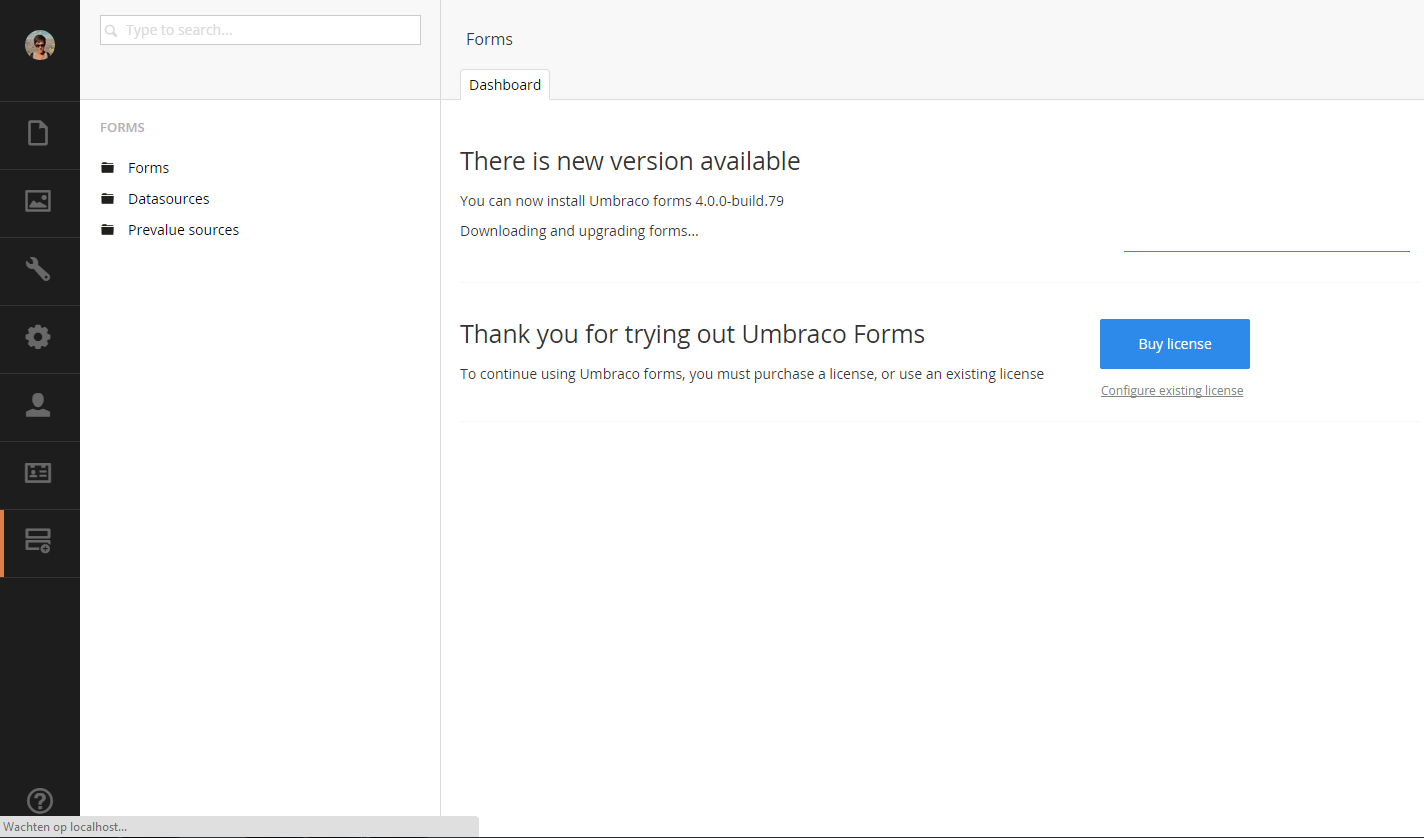 Type to search...
FORMS
Forms
Datasources
Prevalue sources
Forms
Dashboard
There is new version available
You can now install Umbraco forms 4.0.0-build.79
Downloading and upgrading forms...
Thank you for trying out Umbraco Forms
To continue using Umbraco forms, you must purchase a license, or use an existing license
Buy license
Configure existing license
?
Wachten op localhost...